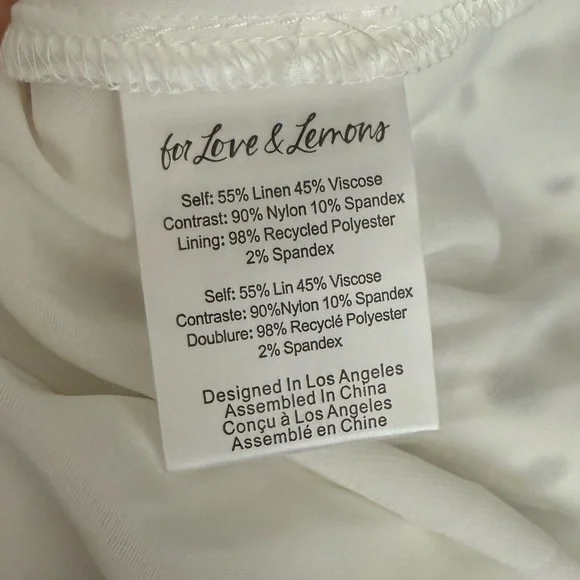 for Love & Lemons
Self: 55% Linen 45% Viscose
Contrast: 90% Nylon 10% Spandex
Lining: 98% Recycled Polyester
2% Spandex
Self: 55% Lin 45% Viscose
Contraste: 90%Nylon 10% Spandex
Doublure: 98% Recyclé Polyester
2% Spandex
Designed In Los Angeles
Assembled In China
Conçu à Los Angeles
Assemblé en Chine